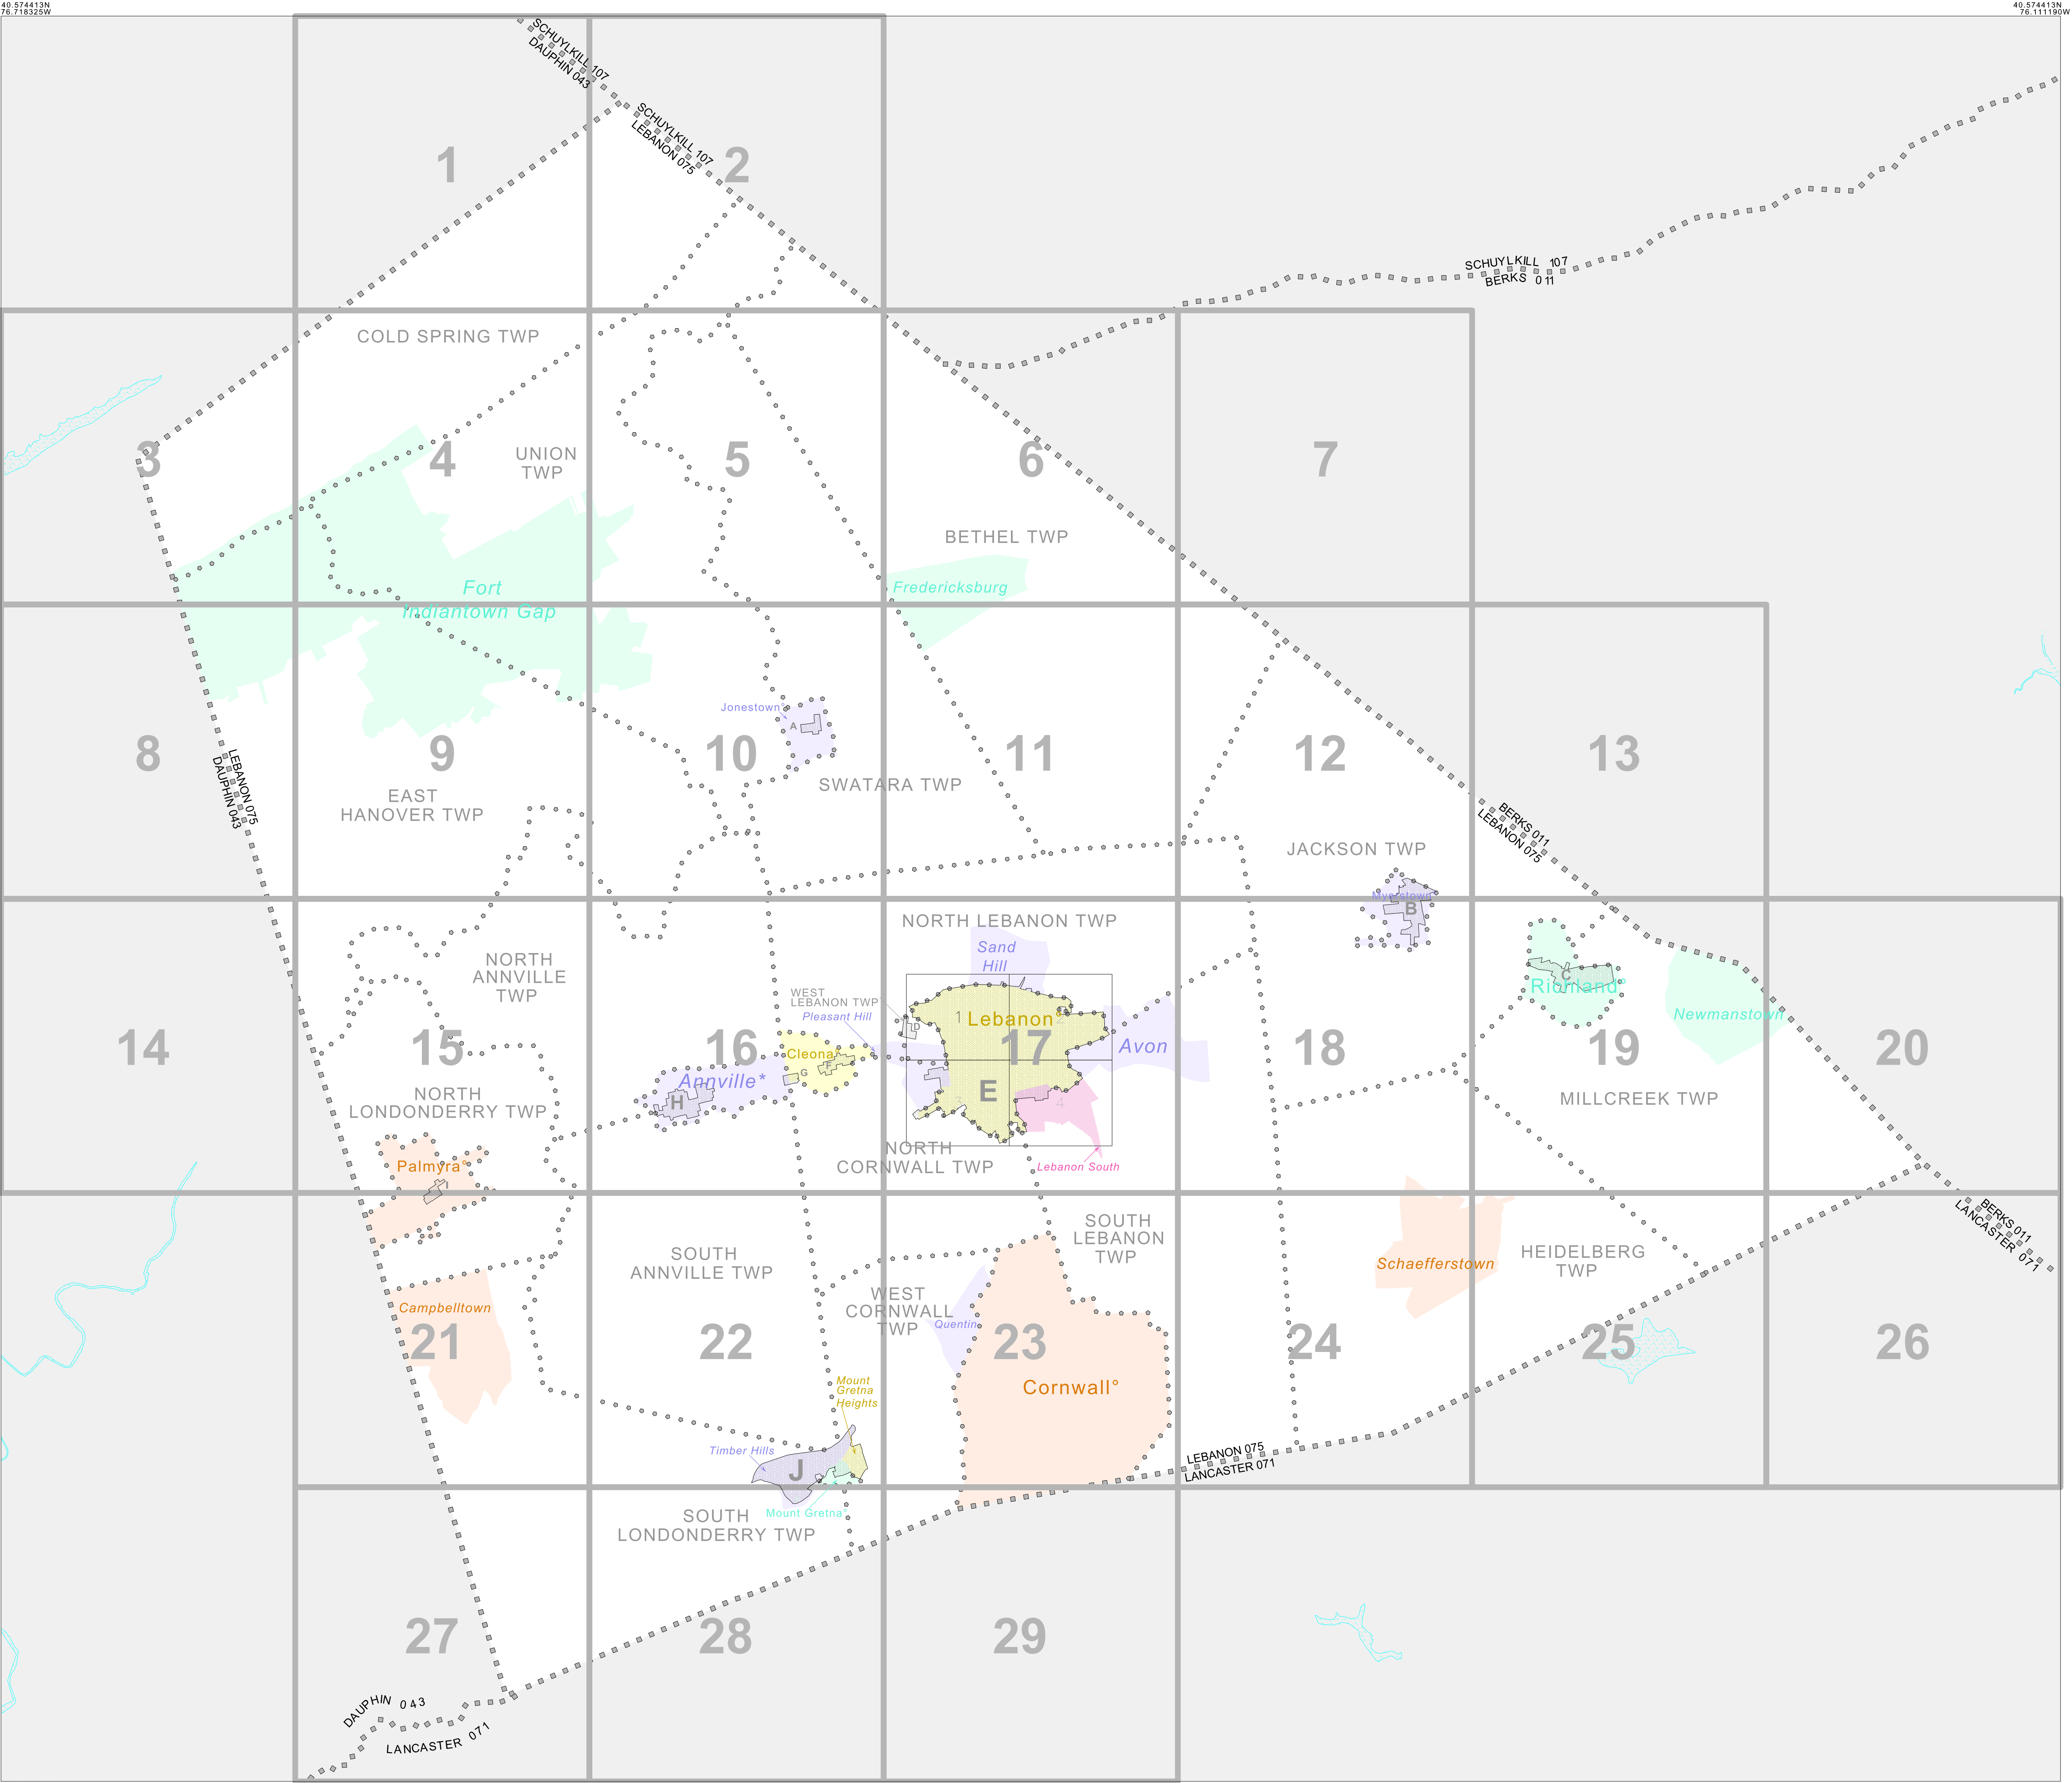 40.574413N
76.718325W
40.574413N
76.111190W
SCHUYLKILL 107
DAUPHIN 043
SCHUYLKILL 107
LEBANON 075
1
2
SCHUYLKILL 107
BERKS 011
COLD SPRING TWP
3
4
UNION
TWP
5
6
7
BETHEL TWP
Fort
Indiantown Gap
Fredericksburg
Jonestown°
A
8
LEBANON 075
DAUPHIN 043
9
10
11
12
13
SWATARA TWP
EAST
HANOVER TWP
BERKS 011
LEBANON 075
JACKSON TWP
Myerstown°
B
NORTH LEBANON TWP
Sand
Hill
NORTH
ANNVILLE
TWP
C
Richland°
WEST
LEBANON TWP
Pleasant Hill
D
1
Lebanon°
2
Newmanstown
14
15
16
17
18
19
20
Cleona°
F
G
Avon
Annville*
H
E
3
4
NORTH
LONDONDERRY TWP
MILLCREEK TWP
NORTH
CORNWALL TWP
Lebanon South
Palmyra°
I
BERKS 011
LANCASTER 071
SOUTH
LEBANON
TWP
SOUTH
ANNVILLE TWP
HEIDELBERG
TWP
Schaefferstown
WEST
CORNWALL
TWP
Quentin
Campbelltown
21
22
23
24
25
26
Mount
Gretna
Heights
Cornwall°
Timber Hills
J
LEBANON 075
LANCASTER 071
Mount Gretna°
SOUTH
LONDONDERRY TWP
27
28
29
DAUPHIN 043
LANCASTER 071